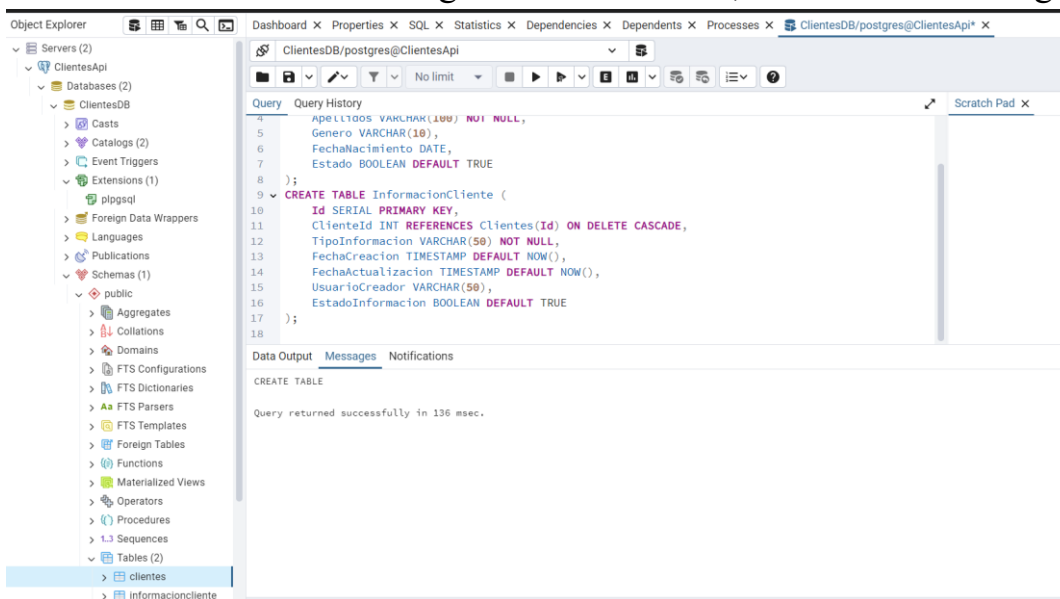 Object Explorer
Dashboard X Properties X SQL X Statistics X Dependencies X Dependents X Processes X ClientesDB/postgres@ClientesApi* X
Servers (2)
ClientesApi
Databases (2)
ClientesDB
Casts
Catalogs (2)
Event Triggers
Extensions (1)
plpgsql
Foreign Data Wrappers
Languages
Publications
Schemas (1)
public
Aggregates
Collations
Domains
FTS Configurations
FTS Dictionaries
Aa FTS Parsers
FTS Templates
Foreign Tables
Functions
Materialized Views
Operators
Procedures
1..3 Sequences
Tables (2)
clientes
informacioncliente
ClientesDB/postgres@ClientesApi
No limit
E
Query Query History
Scratch Pad X
4 Apellidos VARCHAR(100) NOT NULL,
5 Genero VARCHAR(10),
6 FechaNacimiento DATE,
7 Estado BOOLEAN DEFAULT TRUE
8 );
9 CREATE TABLE InformacionCliente (
10 Id SERIAL PRIMARY KEY,
11 ClienteId INT REFERENCES Clientes(Id) ON DELETE CASCADE,
12 TipoInformacion VARCHAR(50) NOT NULL,
13 FechaCreacion TIMESTAMP DEFAULT NOW(),
14 FechaActualizacion TIMESTAMP DEFAULT NOW(),
15 UsuarioCreador VARCHAR(50),
16 EstadoInformacion BOOLEAN DEFAULT TRUE
17 );
18
Data Output Messages Notifications
CREATE TABLE
Query returned successfully in 136 msec.